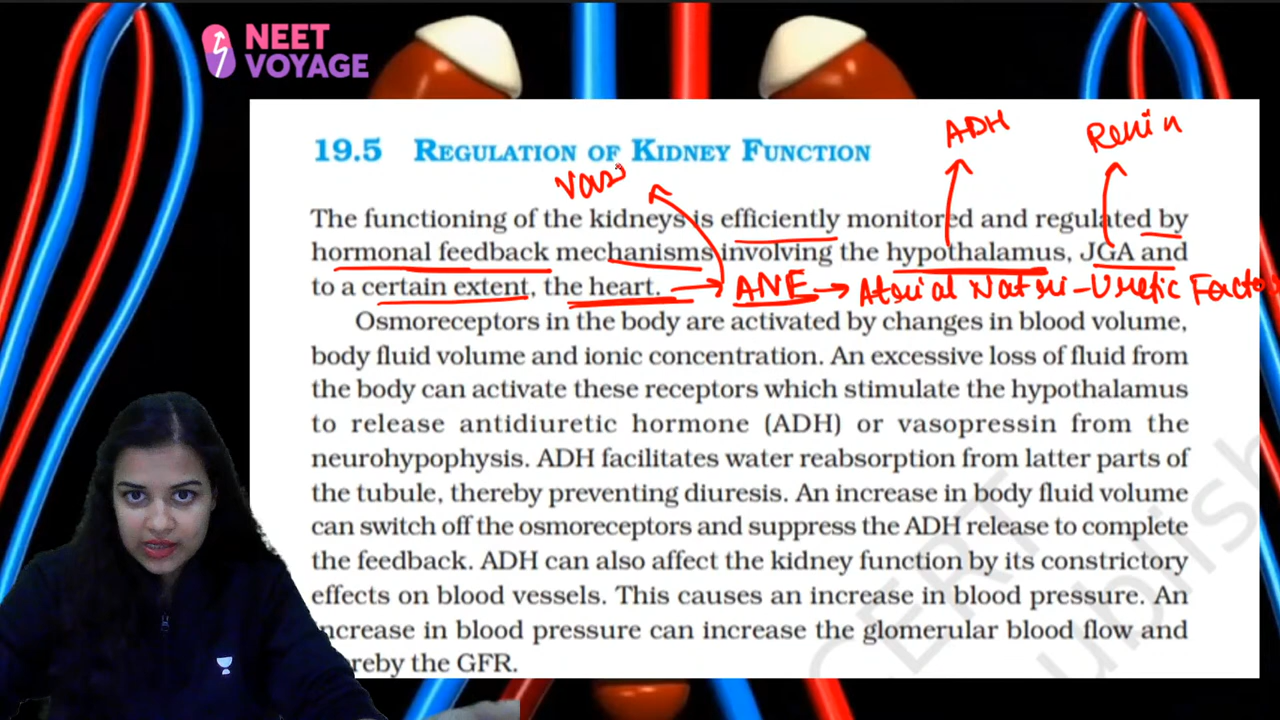 NEET
VOYAGE
ADH
Renin
19.5 REGULATION OF KIDNEY FUNCTION
Vaso
The functioning of the kidneys is efficiently monitored and regulated by
hormonal feedback mechanisms involving the hypothalamus, JGA and
to a certain extent, the heart. → ANF → Atrial Natri-Uretic Factor
Osmoreceptors in the body are activated by changes in blood volume,
body fluid volume and ionic concentration. An excessive loss of fluid from
the body can activate these receptors which stimulate the hypothalamus
to release antidiuretic hormone (ADH) or vasopressin from the
neurohypophysis. ADH facilitates water reabsorption from latter parts of
the tubule, thereby preventing diuresis. An increase in body fluid volume
can switch off the osmoreceptors and suppress the ADH release to complete
the feedback. ADH can also affect the kidney function by its constrictory
effects on blood vessels. This causes an increase in blood pressure. An
ncrease in blood pressure can increase the glomerular blood flow and
reby the GFR.